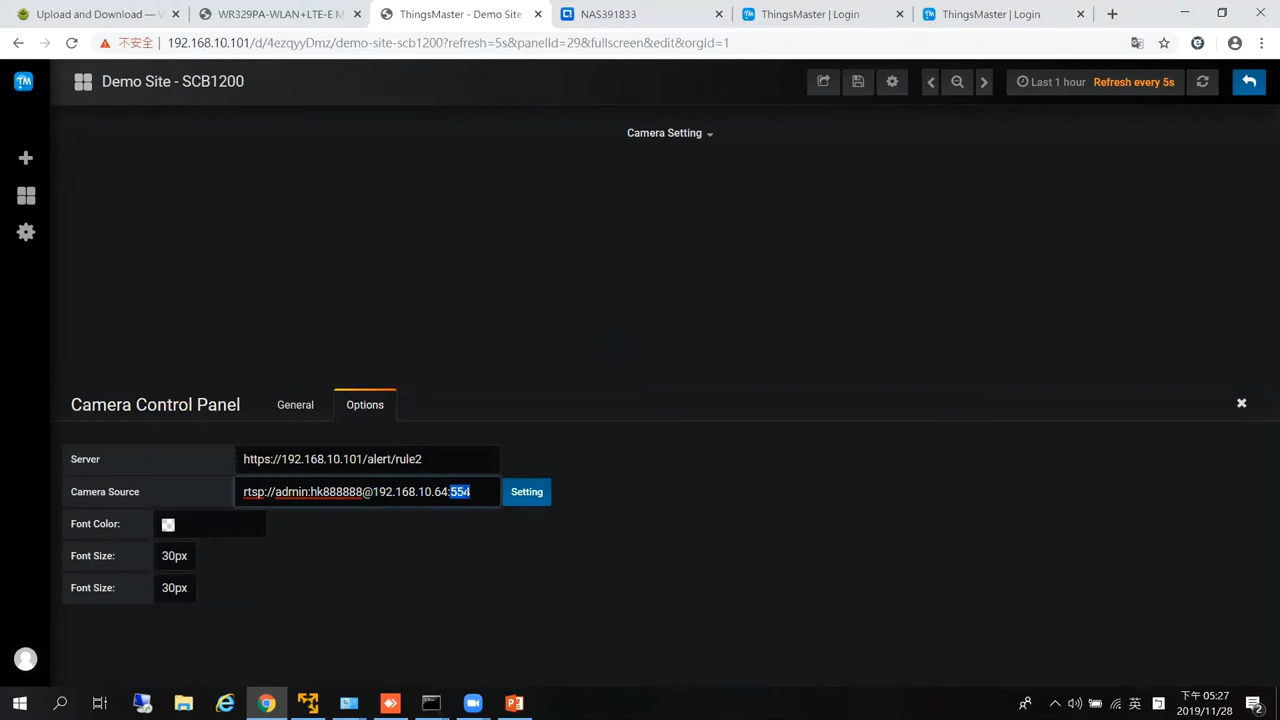 Upload and Download — W
WR329PA-WLAN-LTE-E M
ThingsMaster - Demo Site
NAS391833
ThingsMaster | Login
ThingsMaster | Login
不安全 192.168.10.101/d/4ezqyyDmz/demo-site-scb1200?refresh=5s&panelId=29&fullscreen&edit&orgId=1
TM
Demo Site - SCB1200
Last 1 hour Refresh every 5s
Camera Setting
Camera Control Panel
General
Options
Server
https://192.168.10.101/alert/rule2
Camera Source
rtsp://admin:hk888888@192.168.10.64:554
Setting
Font Color:
Font Size:
30px
Font Size:
30px
英
下午 05:27
2019/11/28
2